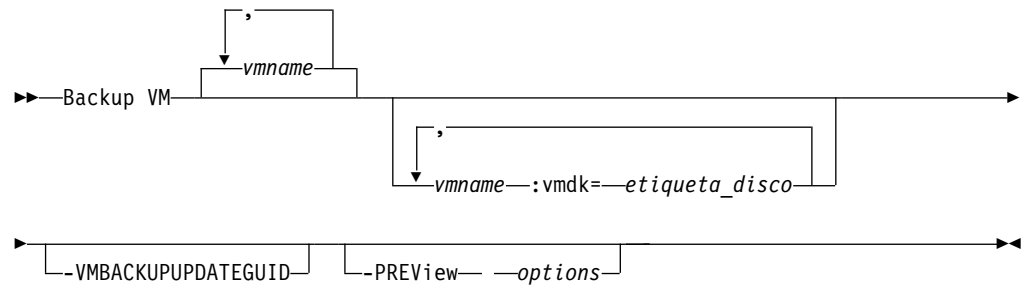 ,
vmname
Backup VM
,
vmname :vmdk= etiqueta_disco
-VMBACKUPUPDATEGUID -PREView options